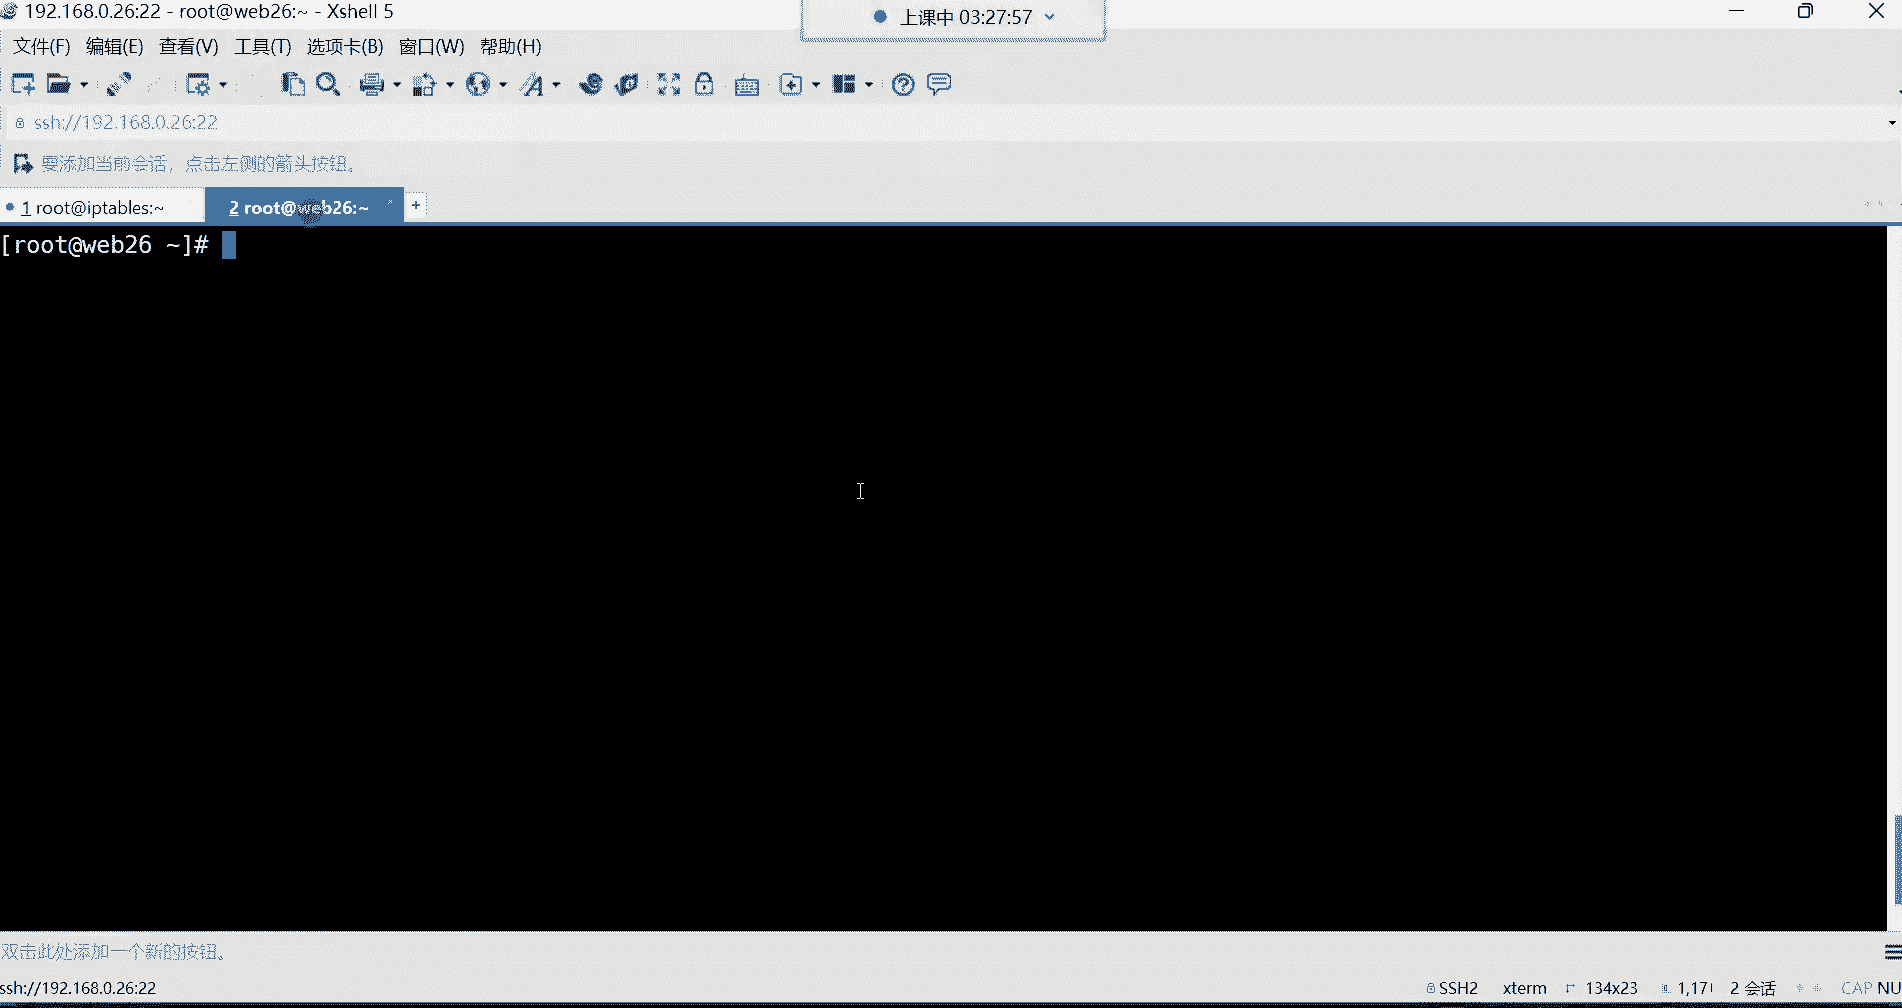 192.168.0.26:22 - root@web26:~ - Xshell 5
上课中 03:27:57
文件(F) 编辑(E) 查看(V) 工具(T) 选项卡(B) 窗口(W) 帮助(H)
ssh://192.168.0.26:22
要添加当前会话，点击左侧的箭头按钮。
1 root@iptables:~
2 root@web26:~
+
[root@web26 ~]#
双击此处添加一个新的按钮。
ssh://192.168.0.26:22
SSH2 xterm 134x23 1,17 2 会话 CAP NU